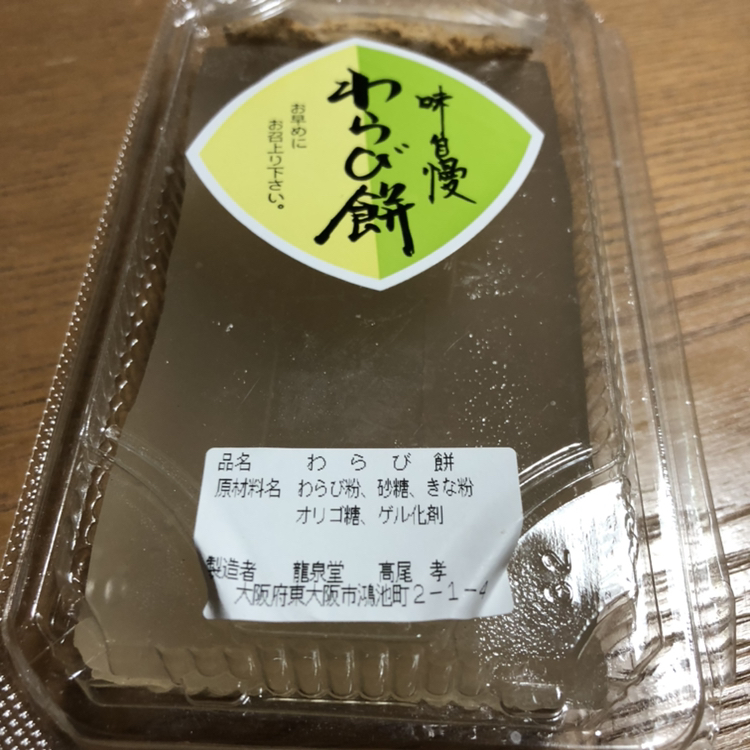 味自慢
わらび餅
お早めに
お召上り下さい。
品名 わらび餅
原材料名 わらび粉、砂糖、きな粉
オリゴ糖、ゲル化剤
製造者 龍泉堂 高尾 孝
大阪府東大阪市鴻池町2-1-4